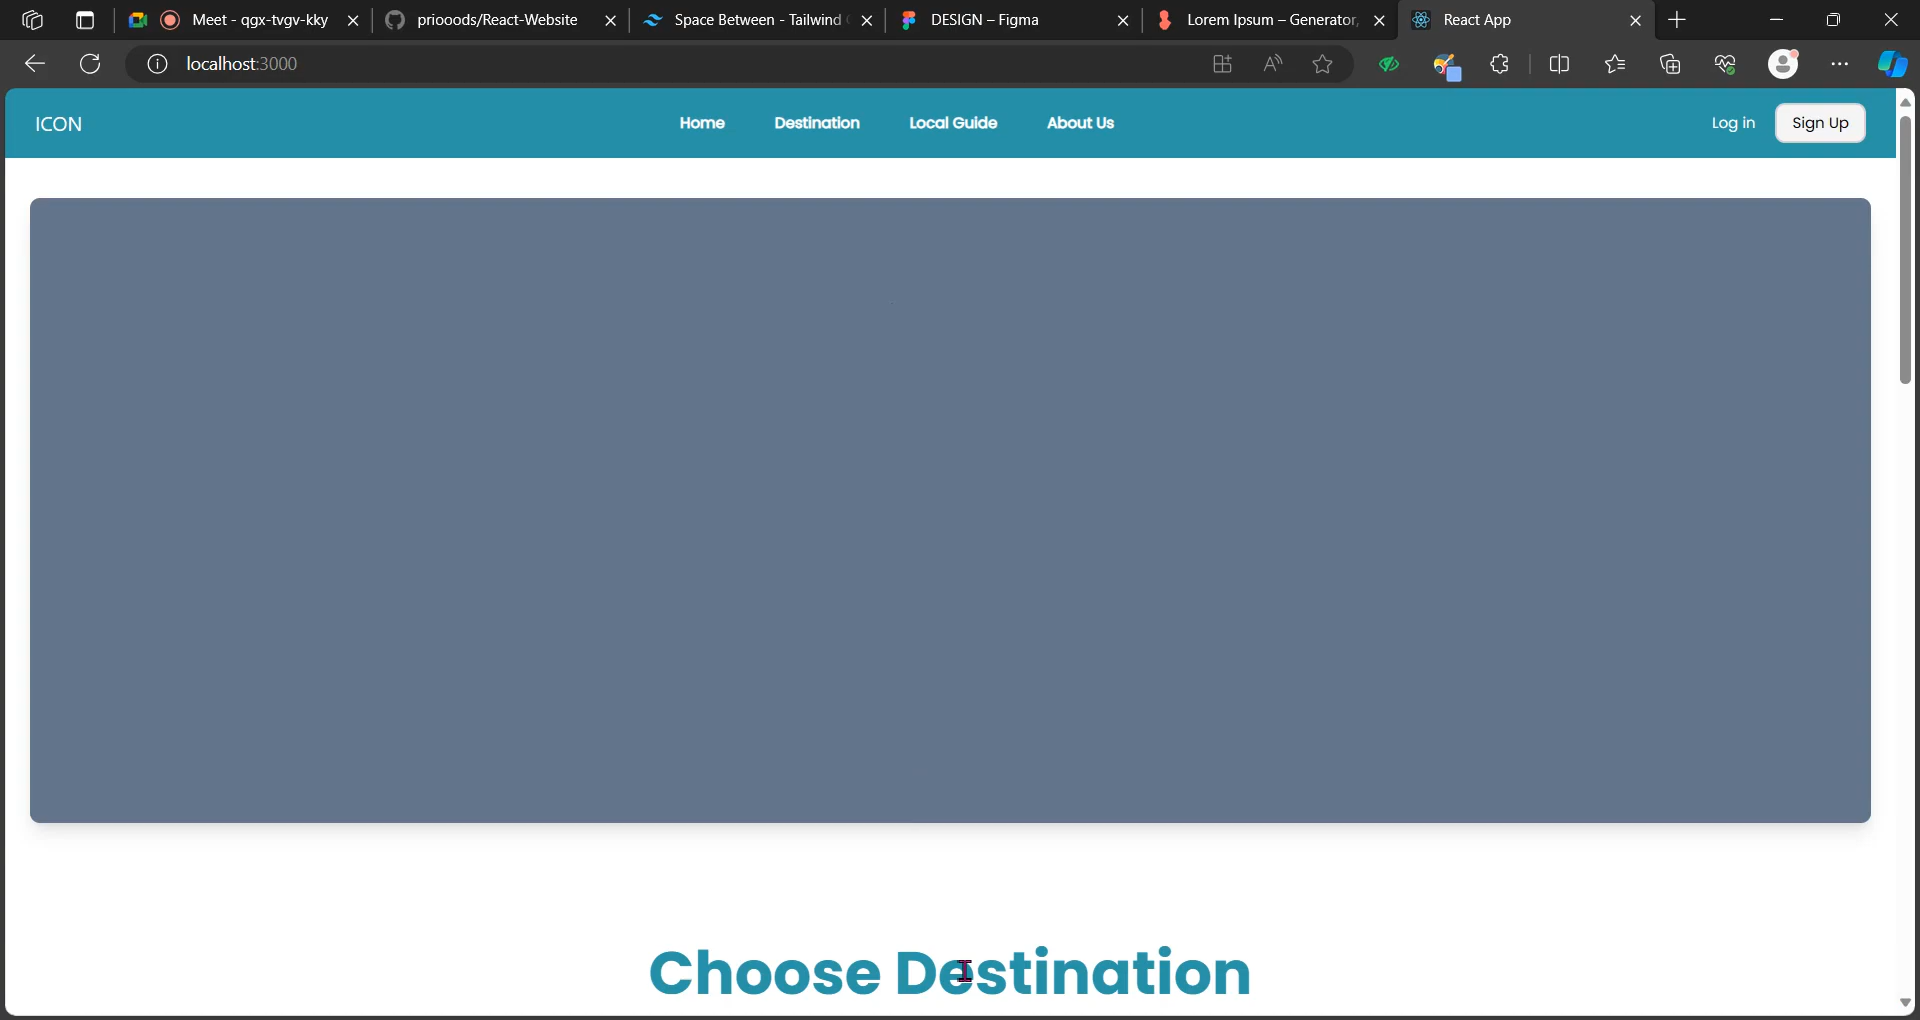 Meet - qgx-tvgv-kky
priooods/React-Website
Space Between - Tailwind
DESIGN – Figma
Lorem Ipsum – Generator,
React App
localhost:3000
ICON
Home
Destination
Local Guide
About Us
Log in
Sign Up
Choose Destination